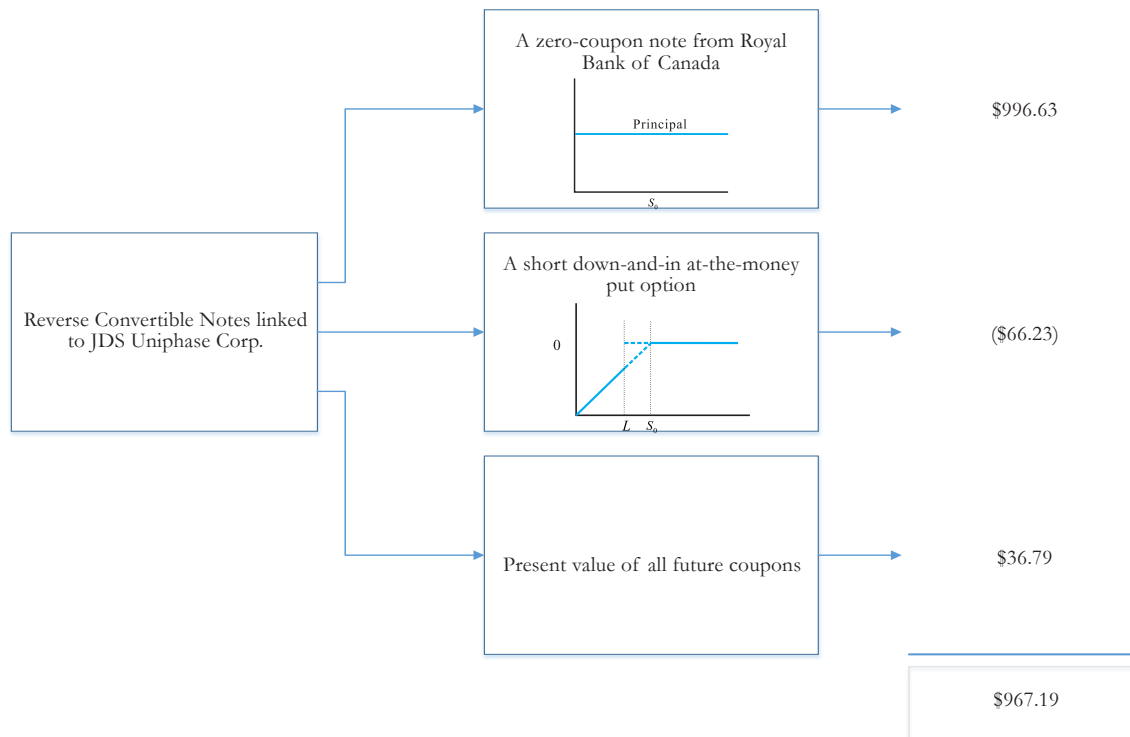 A zero-coupon note from Royal
Bank of Canada
Principal
S₀
$996.63
Reverse Convertible Notes linked
to JDS Uniphase Corp.
A short down-and-in at-the-money
put option
0
L S₀
($66.23)
Present value of all future coupons
$36.79
$967.19